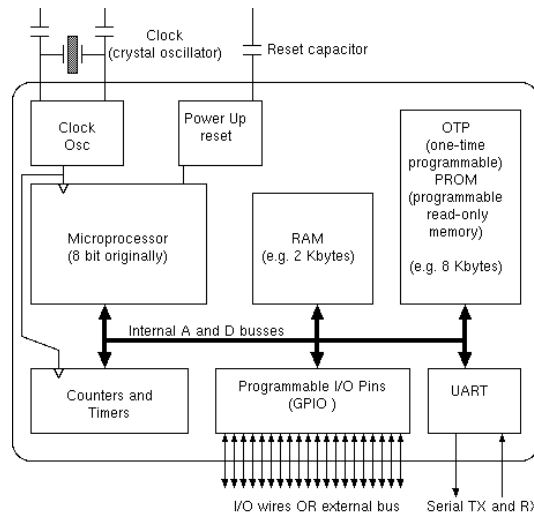 Clock
(crystal oscillator)
Reset capacitor
Clock
Osc
Power Up
reset
OTP
(one-time
programmable)
PROM
(programmable
read-only
memory)
(e.g. 8 Kbytes)
Microprocessor
(8 bit originally)
RAM
(e.g. 2 Kbytes)
Internal A and D busses
Counters and
Timers
Programmable I/O Pins
(GPIO )
UART
I/O wires OR external bus
Serial TX and RX